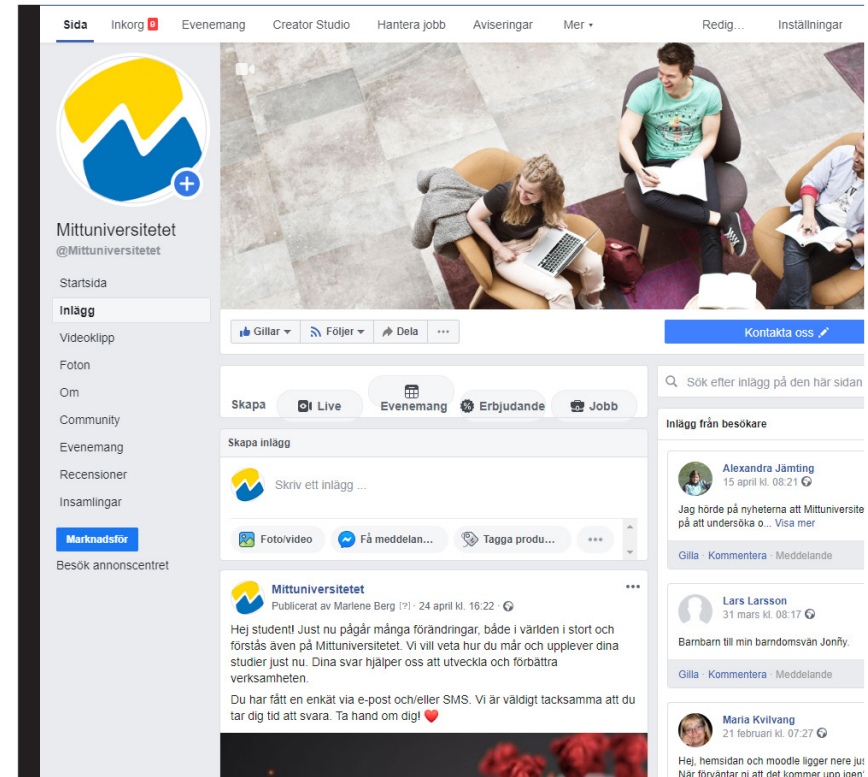 Sida Inkorg 9 Evenemang Creator Studio Hantera jobb Aviseringar Mer Redig... Inställningar
Mittuniversitetet
@Mittuniversitetet
Startsida
Inlägg
Videoklipp
Foton
Om
Community
Evenemang
Recensioner
Insamlingar
Marknadsför
Besök annonscentret
Gillar Följer Dela ...
Kontakta oss
Skapa Live Evenemang Erbjudande Jobb
Skapa inlägg
Skriv ett inlägg ...
Foto/video Få meddelan... Tagga produ... ...
Mittuniversitetet
Publicerat av Marlene Berg [?] · 24 april kl. 16:22 ·
Hej student! Just nu pågår många förändringar, både i världen i stort och
förstås även på Mittuniversitetet. Vi vill veta hur du mår och upplever dina
studier just nu. Dina svar hjälper oss att utveckla och förbättra
verksamheten.
Du har fått en enkät via e-post och/eller SMS. Vi är väldigt tacksamma att du
tar dig tid att svara. Ta hand om dig! ❤
Sök efter inlägg på den här sidan
Inlägg från besökare
Alexandra Jämting
15 april kl. 08:21
Jag hörde på nyheterna att Mittuniversite
på att undersöka o... Visa mer
Gilla · Kommentera · Meddelande
Lars Larsson
31 mars kl. 08:17
Barnbarn till min barndomsvän Jonfiy.
Gilla · Kommentera · Meddelande
Maria Kvilvang
21 februari kl. 07:27
Hej, hemsidan och moodle ligger nere jus
När förväntar ni att det kommer upp igen